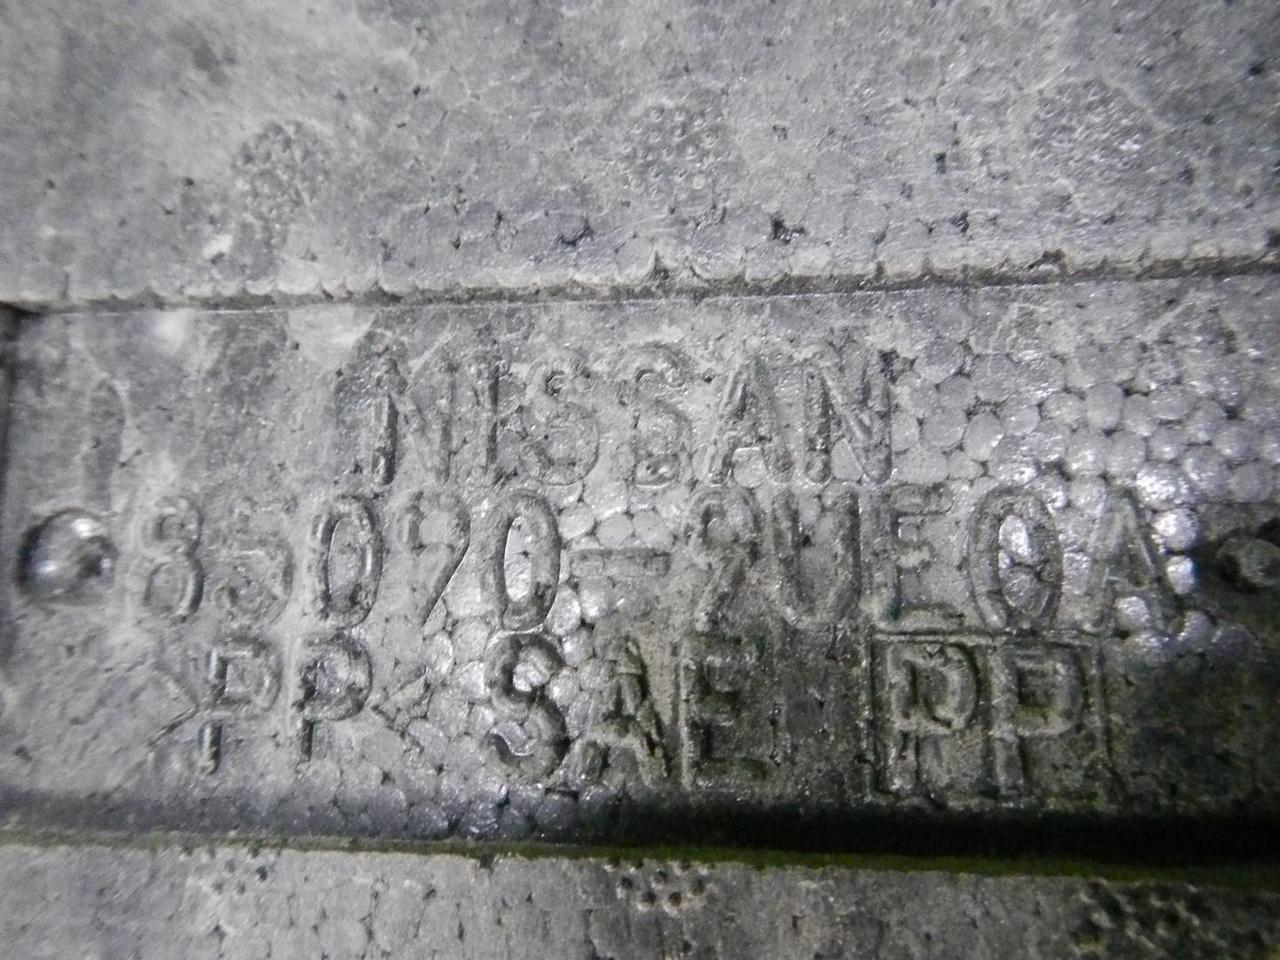 NISSAN
85090-9UE0A
>PP< SAE PP